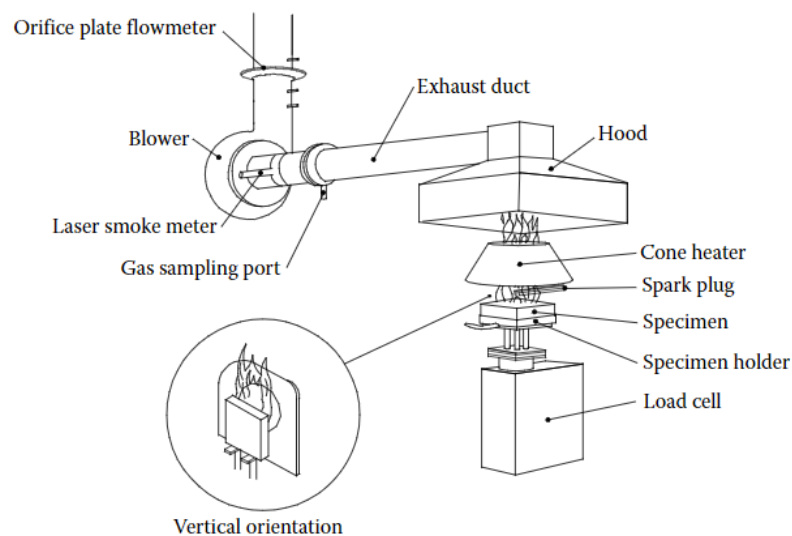 Orifice plate flowmeter
Exhaust duct
Hood
Blower
Laser smoke meter
Gas sampling port
Cone heater
Spark plug
Specimen
Specimen holder
Load cell
Vertical orientation